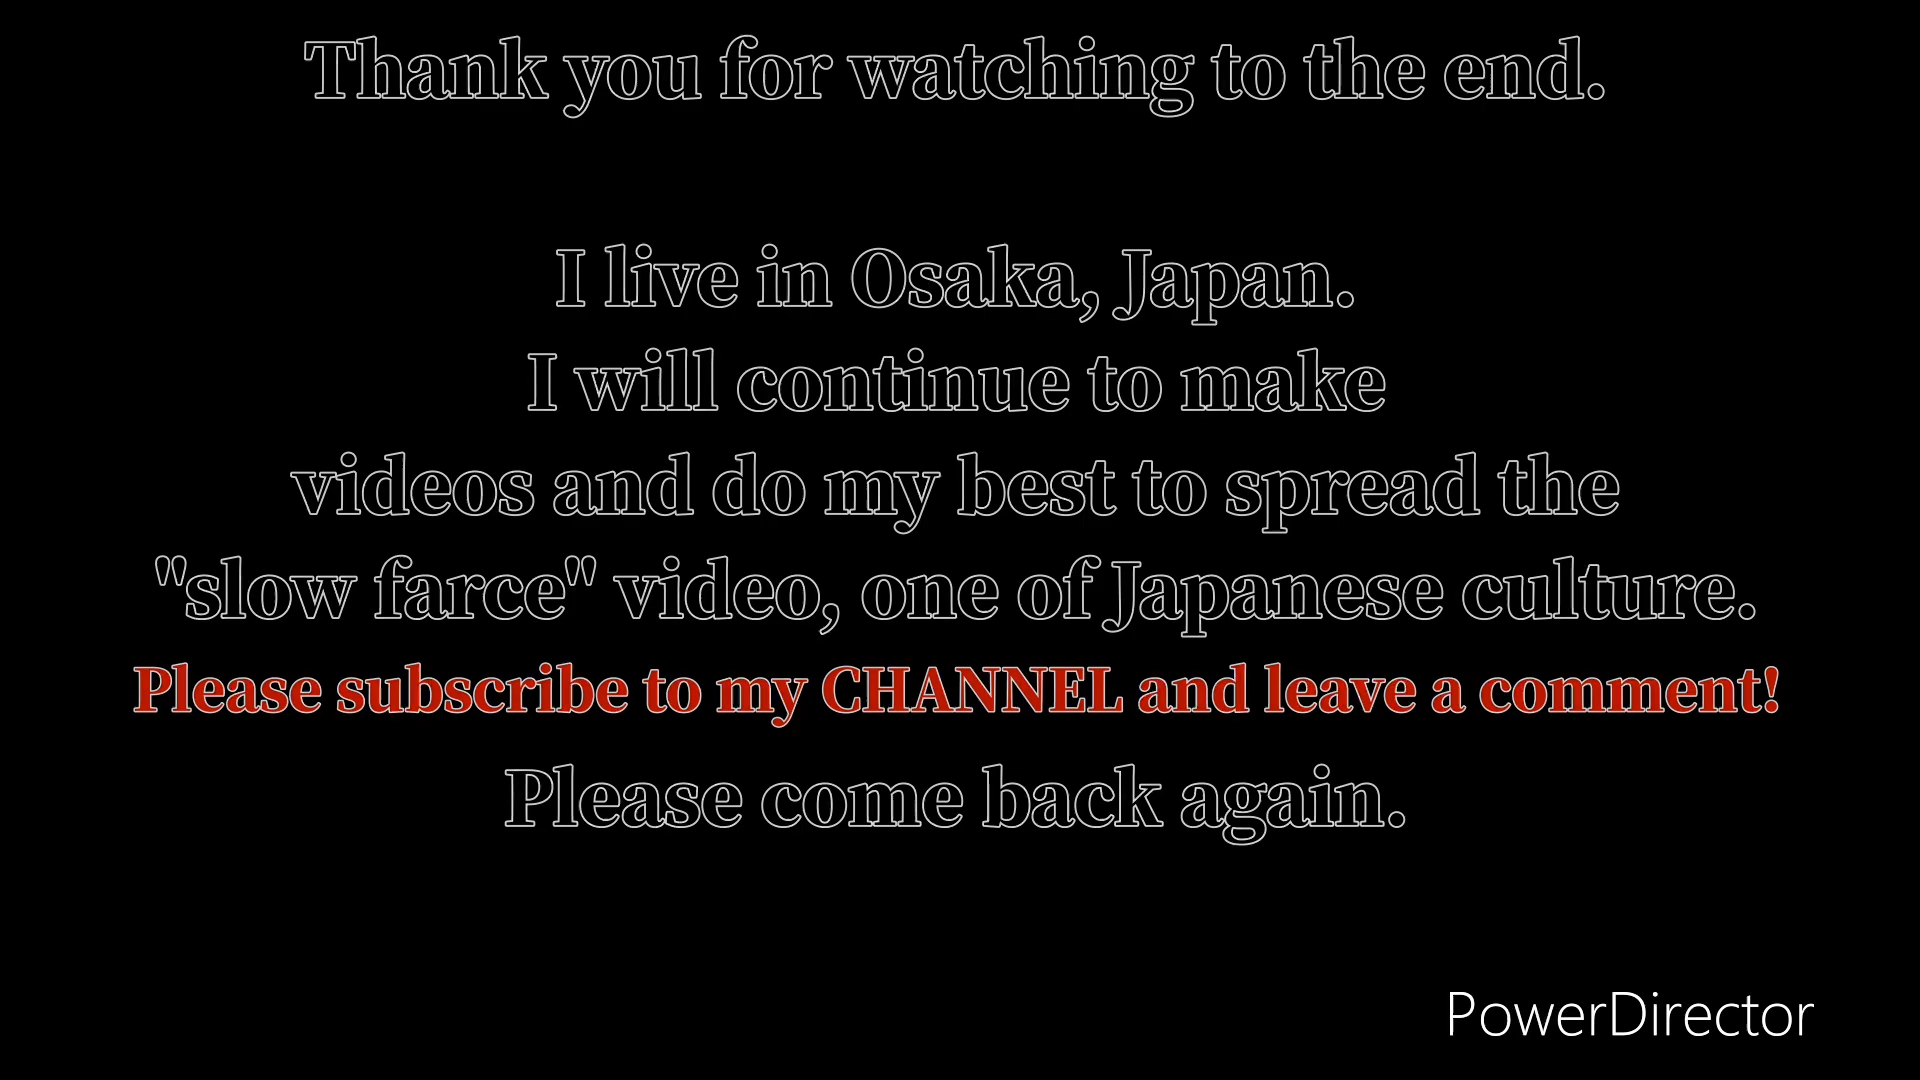 Thank you for watching to the end.
I live in Osaka, Japan.
I will continue to make
videos and do my best to spread the
"slow farce" video, one of Japanese culture.
Please subscribe to my CHANNEL and leave a comment!
Please come back again.
PowerDirector